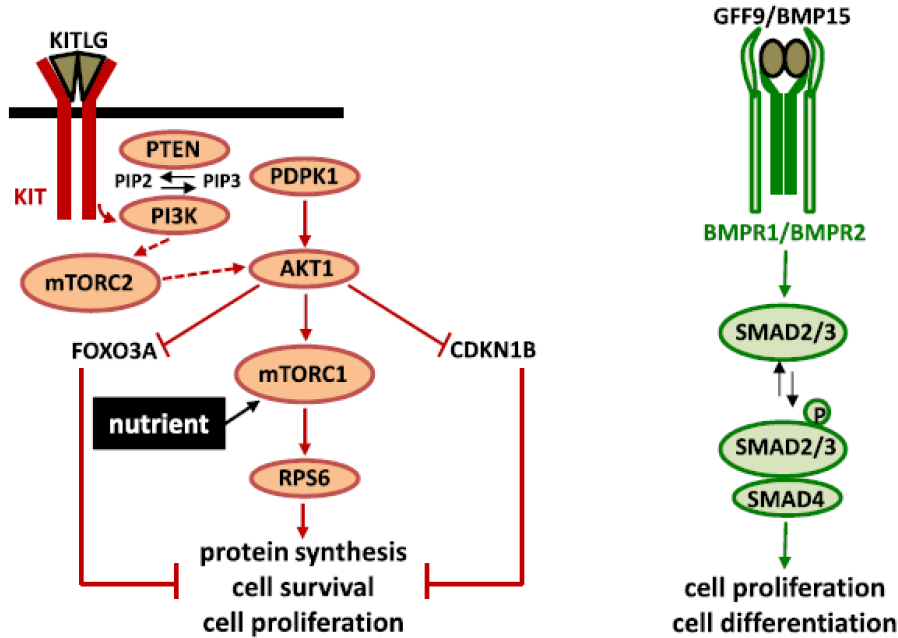 KITLG
PTEN
PIP2
PIP3
PDPK1
KIT
PI3K
mTORC2
AKT1
FOXO3A
CDKN1B
mTORC1
nutrient
RPS6
protein synthesis
cell survival
cell proliferation
GFF9/BMP15
BMPR1/BMPR2
SMAD2/3
P
SMAD2/3
SMAD4
cell proliferation
cell differentiation